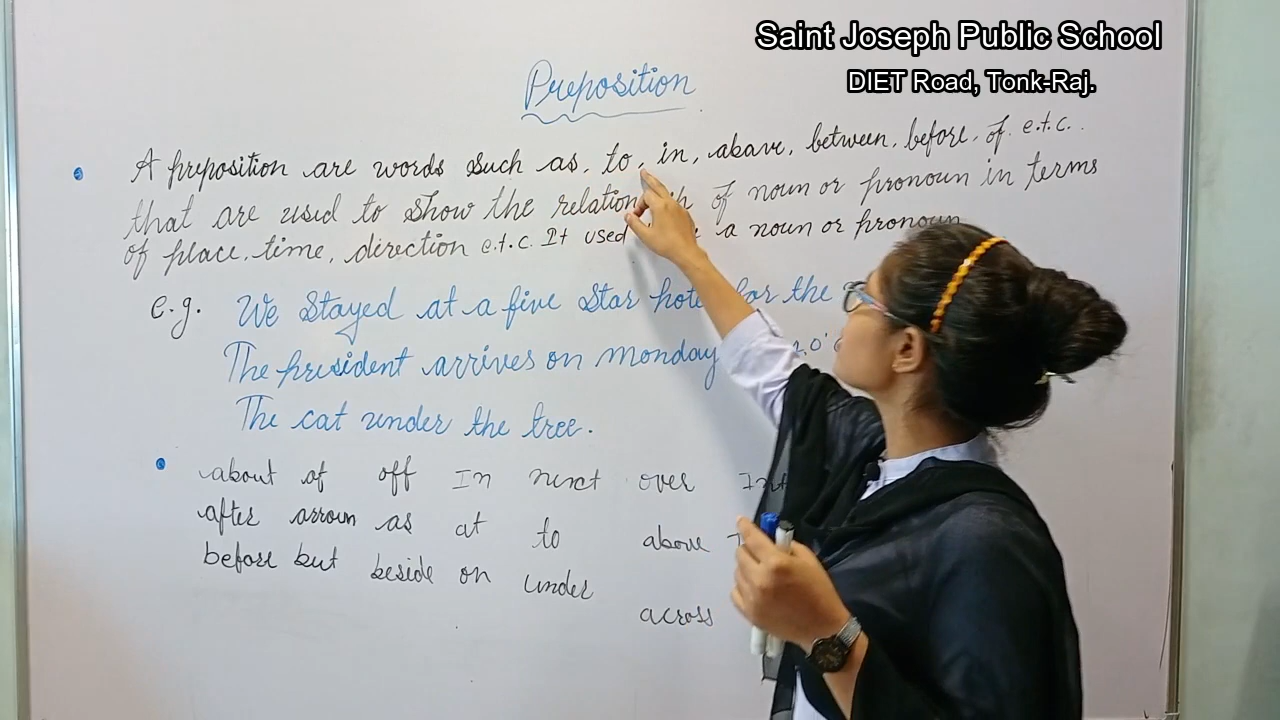 Saint Joseph Public School
DIET Road, Tonk-Raj.
Preposition
A preposition are words such as, to, in, above, between, before, of e.t.c.
that are used to show the of noun or pronoun in terms
of place, time, direction e.t.c. It used a noun or pronoun
e.g. We stayed at a five Star for the
The president arrives on monday
The cat under the tree.
about of off In next over
after arroun as at to above
before but beside on under
across